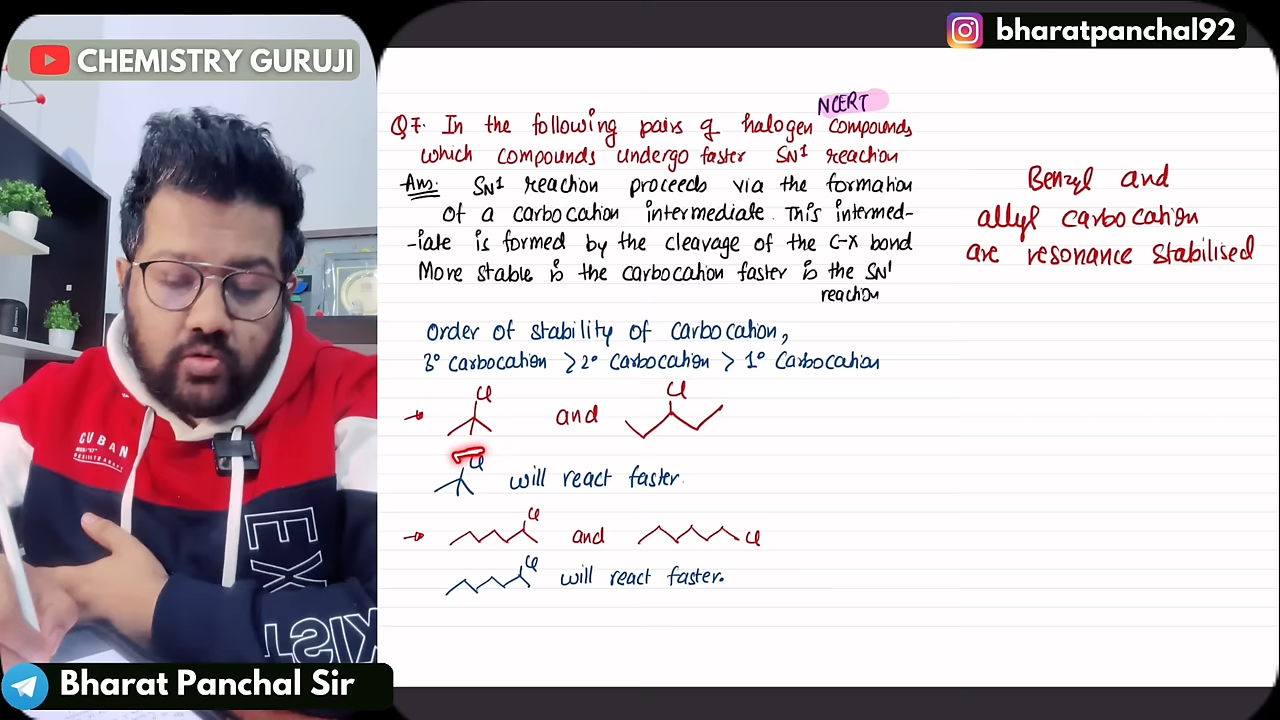 CHEMISTRY GURUJI
bharatpanchal92
NCERT
Q7. In the following pairs of halogen compounds
which compounds undergo faster SN1 reaction
Ans: SN1 reaction proceeds via the formation
of a carbocation intermediate. This intermed-
-iate is formed by the cleavage of the C-X bond
More stable is the carbocation faster is the SN1
reaction
Benzyl and
allyl carbocation
are resonance stabilised
Order of stability of carbocation,
3° Carbocation > 2° Carbocation > 1° Carbocation
Cl and Cl
Cl will react faster.
Cl and Cl
Cl will react faster.
CUBAN
EX
XIST
Bharat Panchal Sir